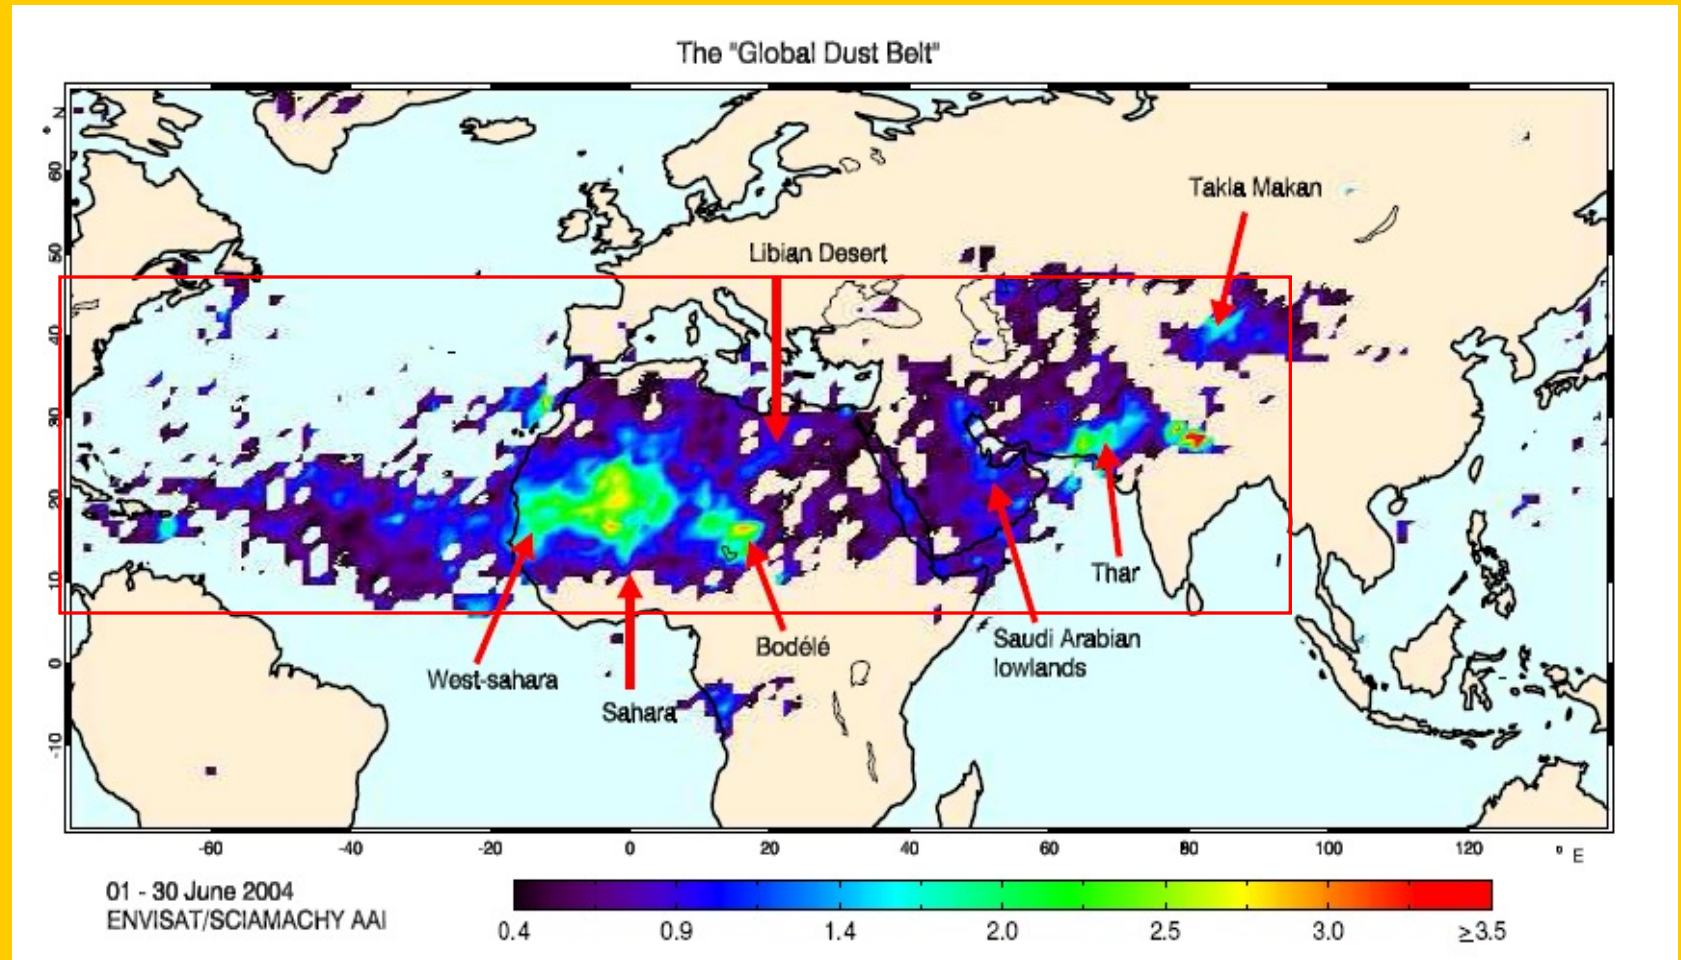 The "Global Dust Belt"
° N
Takla Makan
Libian Desert
60
50
40
30
20
10
0
-10
Thar
Saudi Arabian
lowlands
Bodélé
West-sahara
Sahara
-60 -40 -20 0 20 40 60 80 100 120 ° E
01 - 30 June 2004
ENVISAT/SCIAMACHY AAI
0.4 0.9 1.4 2.0 2.5 3.0 ≥3.5